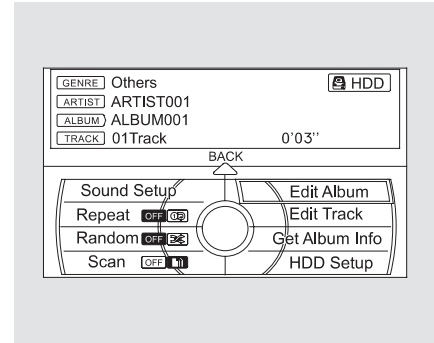 GENRE Others HDD
ARTIST ARTIST001
ALBUM ALBUM001
TRACK 01Track 0'03''
BACK
Sound Setup Edit Album
Repeat OFF Edit Track
Random OFF Get Album Info
Scan OFF HDD Setup